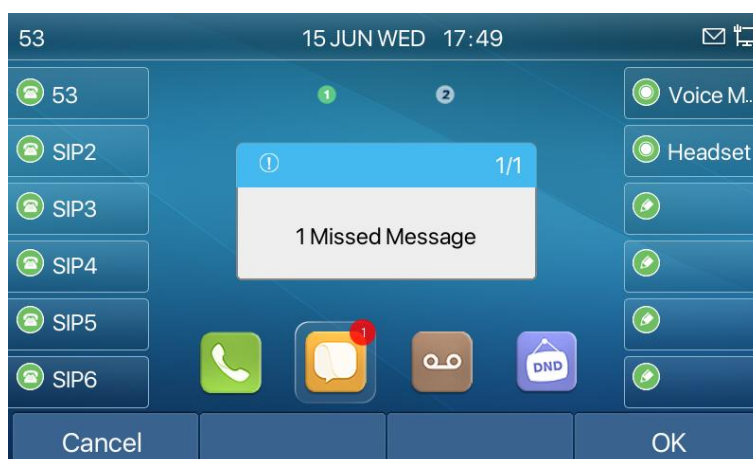 53 15 JUN WED 17:49
53
SIP2
SIP3
SIP4
SIP5
SIP6
1 2
1/1
1 Missed Message
1
DND
Voice M..
Headset
Cancel OK